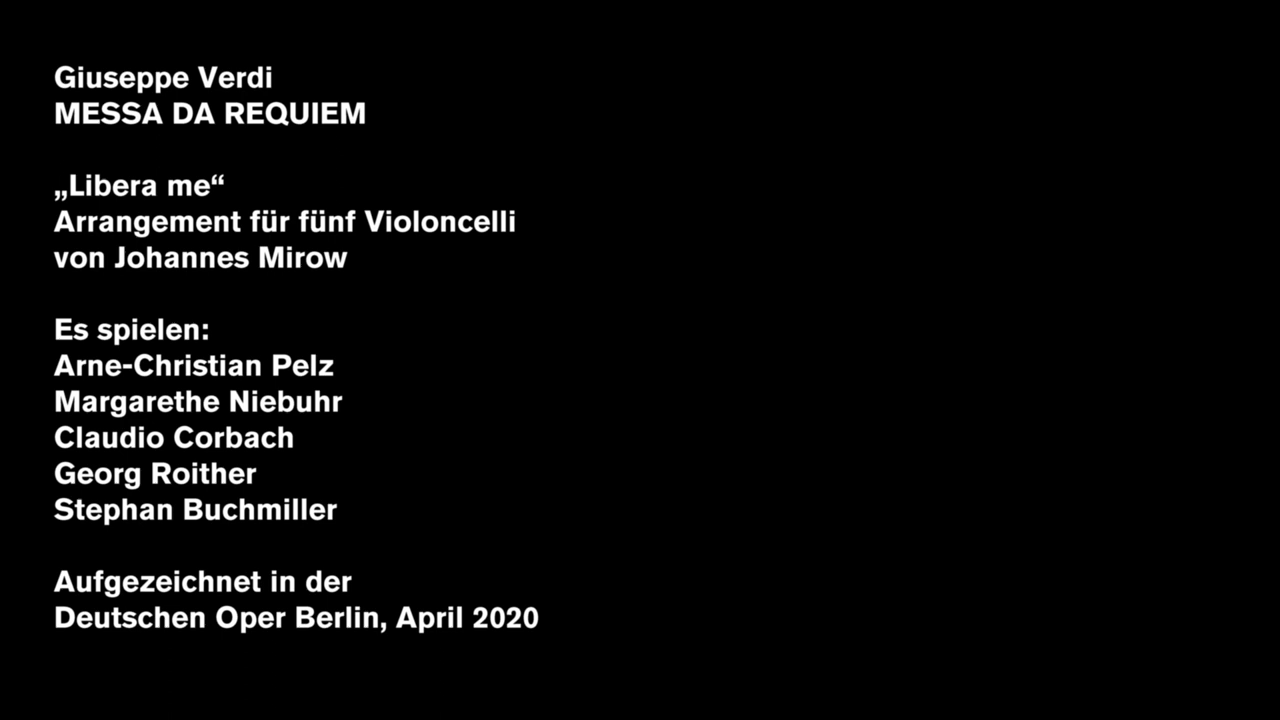 Giuseppe Verdi
MESSA DA REQUIEM
„Libera me“
Arrangement für fünf Violoncelli
von Johannes Mirow
Es spielen:
Arne-Christian Pelz
Margarethe Niebuhr
Claudio Corbach
Georg Roither
Stephan Buchmiller
Aufgezeichnet in der
Deutschen Oper Berlin, April 2020